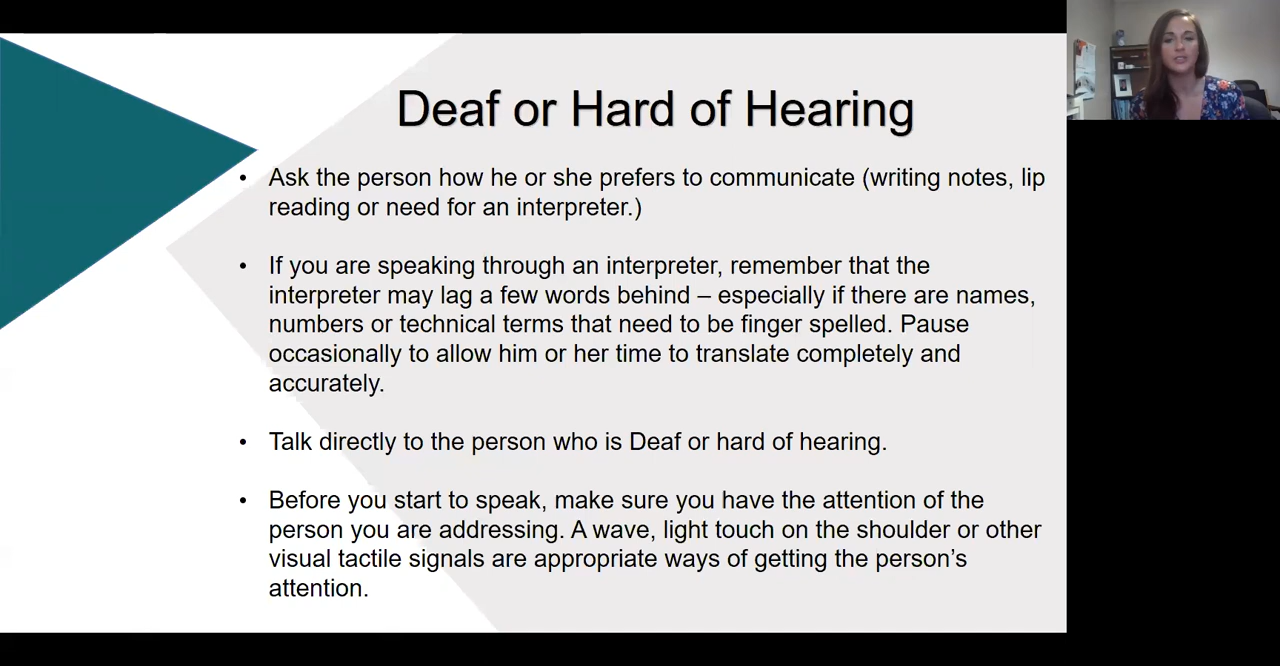 Deaf or Hard of Hearing
• Ask the person how he or she prefers to communicate (writing notes, lip
reading or need for an interpreter.)
• If you are speaking through an interpreter, remember that the
interpreter may lag a few words behind – especially if there are names,
numbers or technical terms that need to be finger spelled. Pause
occasionally to allow him or her time to translate completely and
accurately.
• Talk directly to the person who is Deaf or hard of hearing.
• Before you start to speak, make sure you have the attention of the
person you are addressing. A wave, light touch on the shoulder or other
visual tactile signals are appropriate ways of getting the person’s
attention.